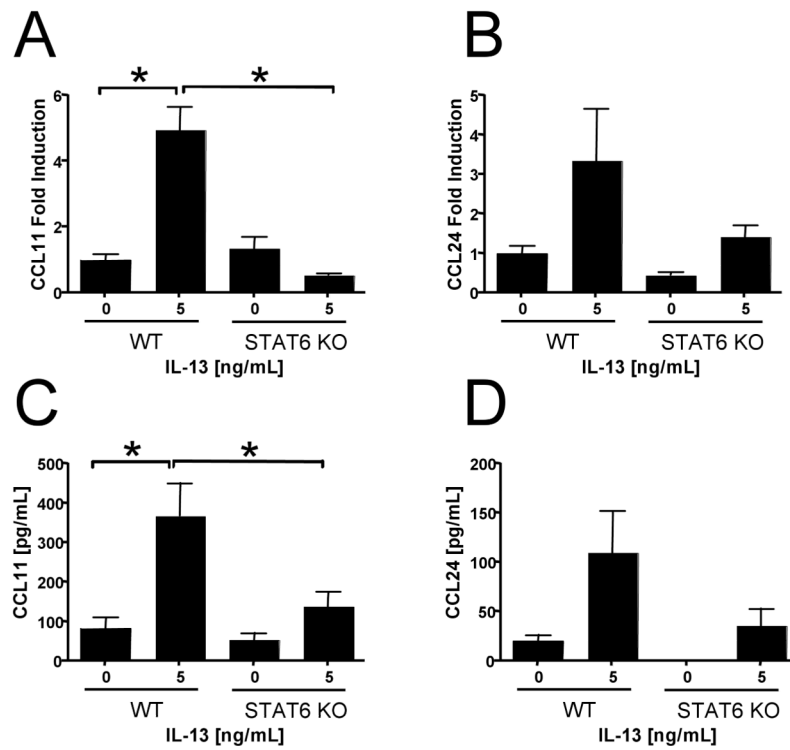 A
* *
CCL11 Fold Induction
6
4
2
0
0 5 0 5
WT STAT6 KO
IL-13 [ng/mL]
B
CCL24 Fold Induction
5
4
3
2
1
0
0 5 0 5
WT STAT6 KO
IL-13 [ng/mL]
C
* *
CCL11 [pg/mL]
500
400
300
200
100
0
0 5 0 5
WT STAT6 KO
IL-13 [ng/mL]
D
CCL24 [pg/mL]
200
150
100
50
0
0 5 0 5
WT STAT6 KO
IL-13 [ng/mL]